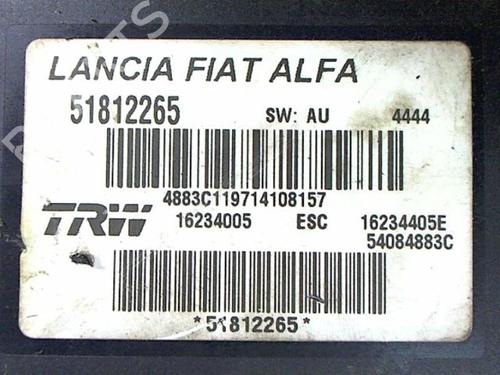 LANCIA FIAT ALFA
51812265 SW: AU 4444
4883C119714108157
TRW 16234005 ESC 16234405E
54084883C
*51812265*